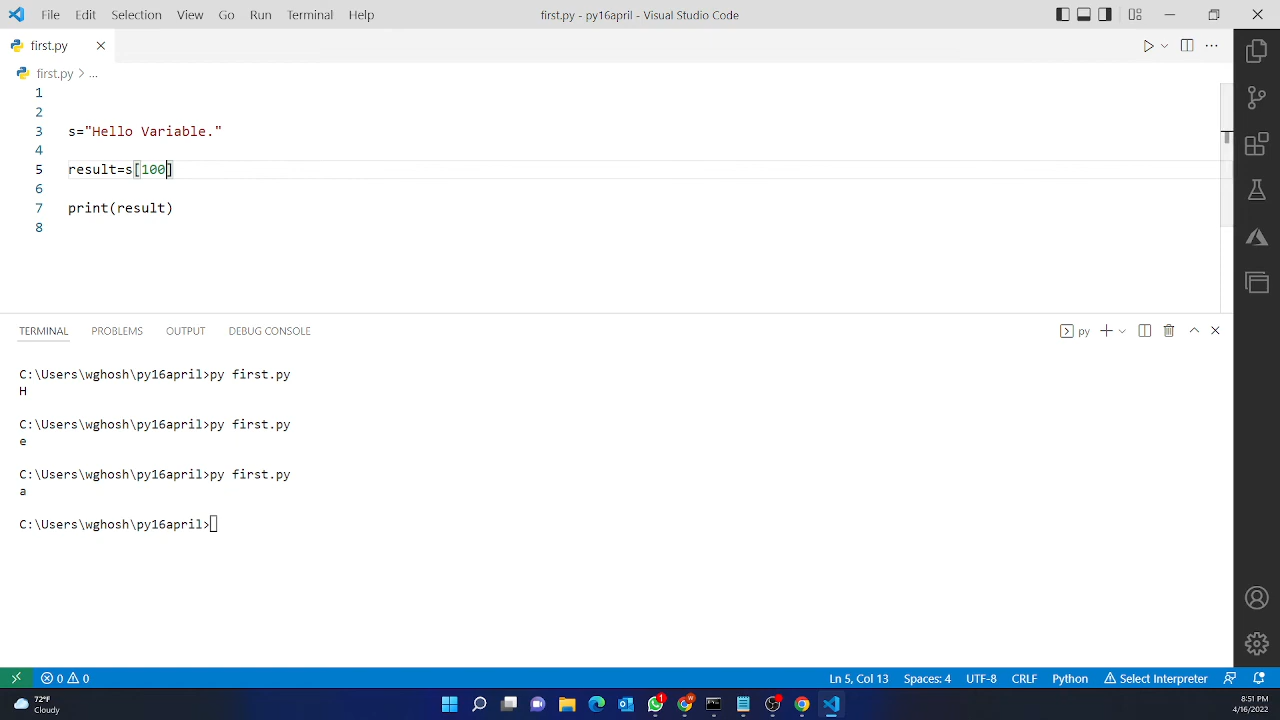 File Edit Selection View Go Run Terminal Help first.py - py16april - Visual Studio Code
first.py
first.py > ...
1
2
3 s="Hello Variable."
4
5 result=s[100]
6
7 print(result)
8
TERMINAL PROBLEMS OUTPUT DEBUG CONSOLE py
C:\Users\wghosh\py16april>py first.py
H
C:\Users\wghosh\py16april>py first.py
e
C:\Users\wghosh\py16april>py first.py
a
C:\Users\wghosh\py16april>
0 0 Ln 5, Col 13 Spaces: 4 UTF-8 CRLF Python Select Interpreter
72°F
Cloudy
1
w
8:51 PM
4/16/2022